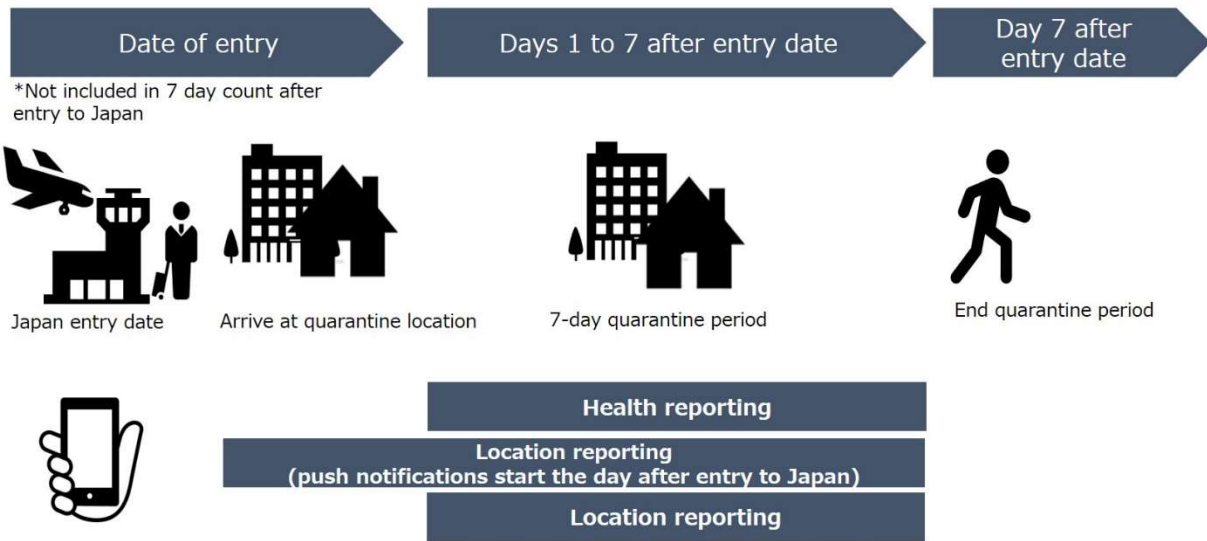 Date of entry
Days 1 to 7 after entry date
Day 7 after
entry date
*Not included in 7 day count after
entry to Japan
Japan entry date
Arrive at quarantine location
7-day quarantine period
End quarantine period
Health reporting
Location reporting
(push notifications start the day after entry to Japan)
Location reporting